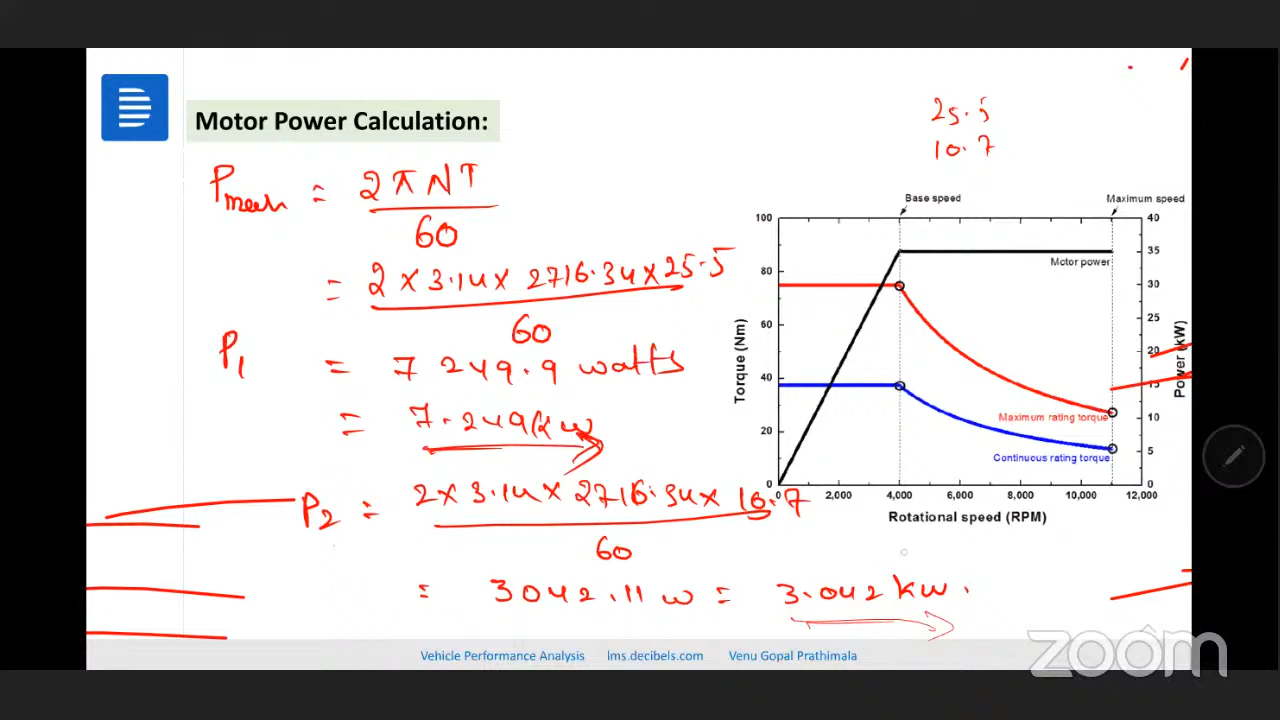 Motor Power Calculation:
25.5
10.7
Pmech = 2πNT
60
= 2 × 3.14 × 2716.34 × 25.5
60
P1 = 7249.9 watts
= 7.249 kw
P2 = 2 × 3.14 × 2716.34 × 10.7
60
= 3042.11 w = 3.042 kw.
Base speed
Maximum speed
100
80
60
40
20
0
40
35
30
25
20
15
10
5
0
Motor power
Maximum rating torque
Continuous rating torque
Torque (Nm)
Power (kW)
0 2,000 4,000 6,000 8,000 10,000 12,000
Rotational speed (RPM)
Vehicle Performance Analysis lms.decibels.com Venu Gopal Prathimala
zoom